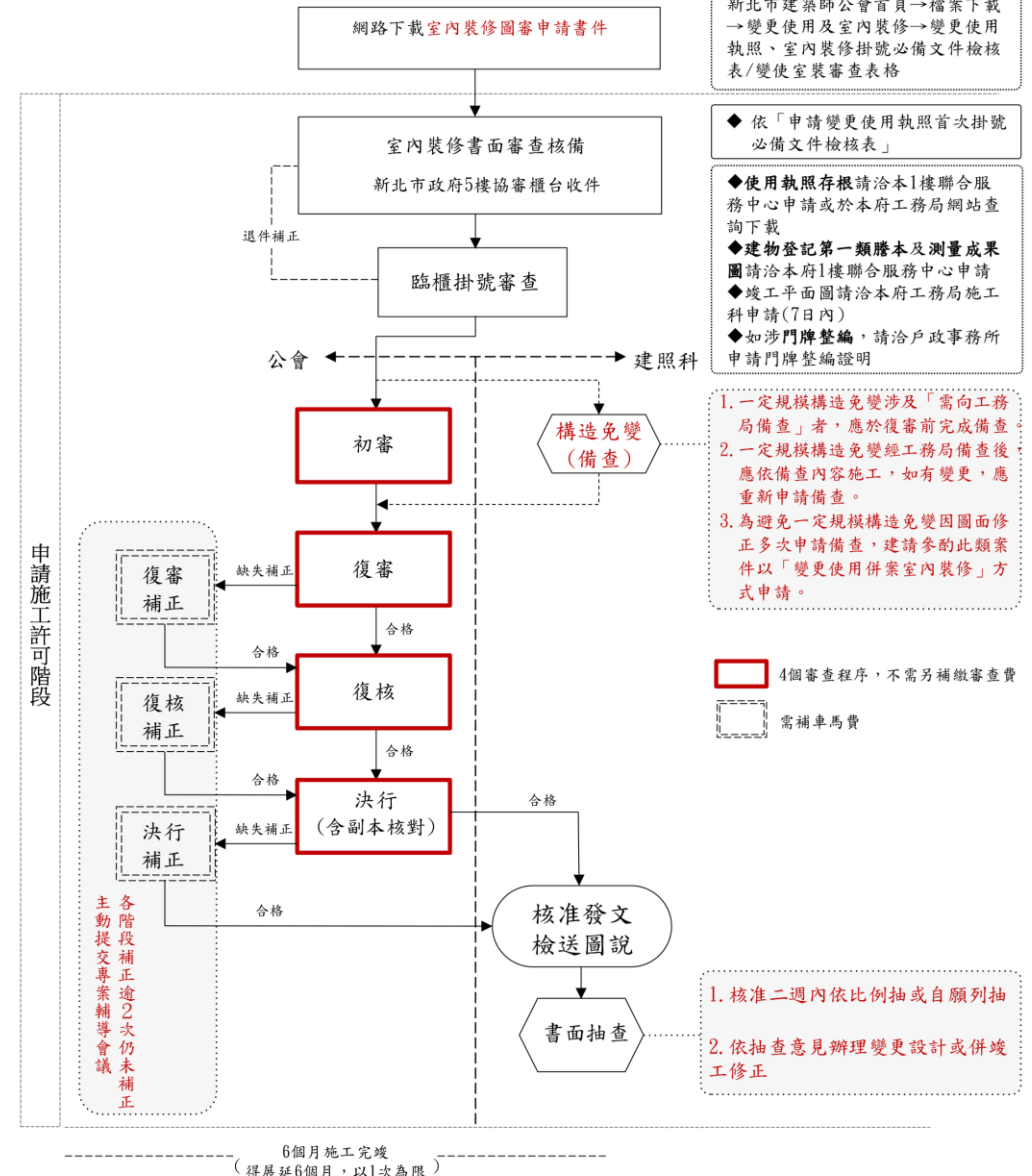 網路下載室內裝修圖審申請書件
新北市建築師公會首頁→檔案下載
→變更使用及室內裝修→變更使用
執照、室內裝修掛號必備文件檢核
表/變使室裝審查表格
室內裝修書面審查核備
新北市政府5樓協審櫃台收件
◆ 依「申請變更使用執照首次掛號
必備文件檢核表」
退件補正
臨櫃掛號審查
◆使用執照存根請洽本1樓聯合服
務中心申請或於本府工務局網站查
詢下載
◆建物登記第一類謄本及測量成果
圖請洽本府1樓聯合服務中心申請
◆竣工平面圖請洽本府工務局施工
科申請(7日內)
◆如涉門牌整編，請洽戶政事務所
申請門牌整編證明
公會
建照科
初審
構造免變
(備查)
1. 一定規模構造免變涉及「需向工務
局備查」者，應於復審前完成備查。
2. 一定規模構造免變經工務局備查後，
應依備查內容施工，如有變更，應
重新申請備查。
3. 為避免一定規模構造免變因圖面修
正多次申請備查，建請參酌此類案
件以「變更使用併案室內裝修」方
式申請。
申請施工許可階段
復審
缺失補正
復審
補正
合格
合格
復核
缺失補正
復核
補正
合格
合格
4個審查程序，不需另補繳審查費
需補車馬費
決行
(含副本核對)
缺失補正
決行
補正
合格
合格
核准發文
檢送圖說
各階段補正逾2次仍未補正
主動提交專案輔導會議
書面抽查
1. 核准二週內依比例抽或自願列抽
2. 依抽查意見辦理變更設計或併竣
工修正
6個月施工完竣
(得展延6個月，以1次為限)